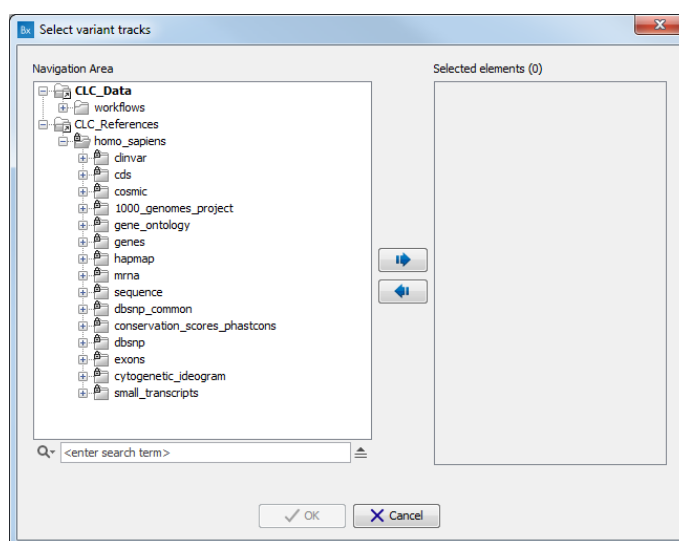 Bx Select variant tracks
Navigation Area
Selected elements (0)
CLC_Data
workflows
CLC_References
homo_sapiens
clinvar
cds
cosmic
1000_genomes_project
gene_ontology
genes
hapmap
mrna
sequence
dbsnp_common
conservation_scores_phastcons
dbsnp
exons
cytogenetic_ideogram
small_transcripts
<enter search term>
OK
Cancel